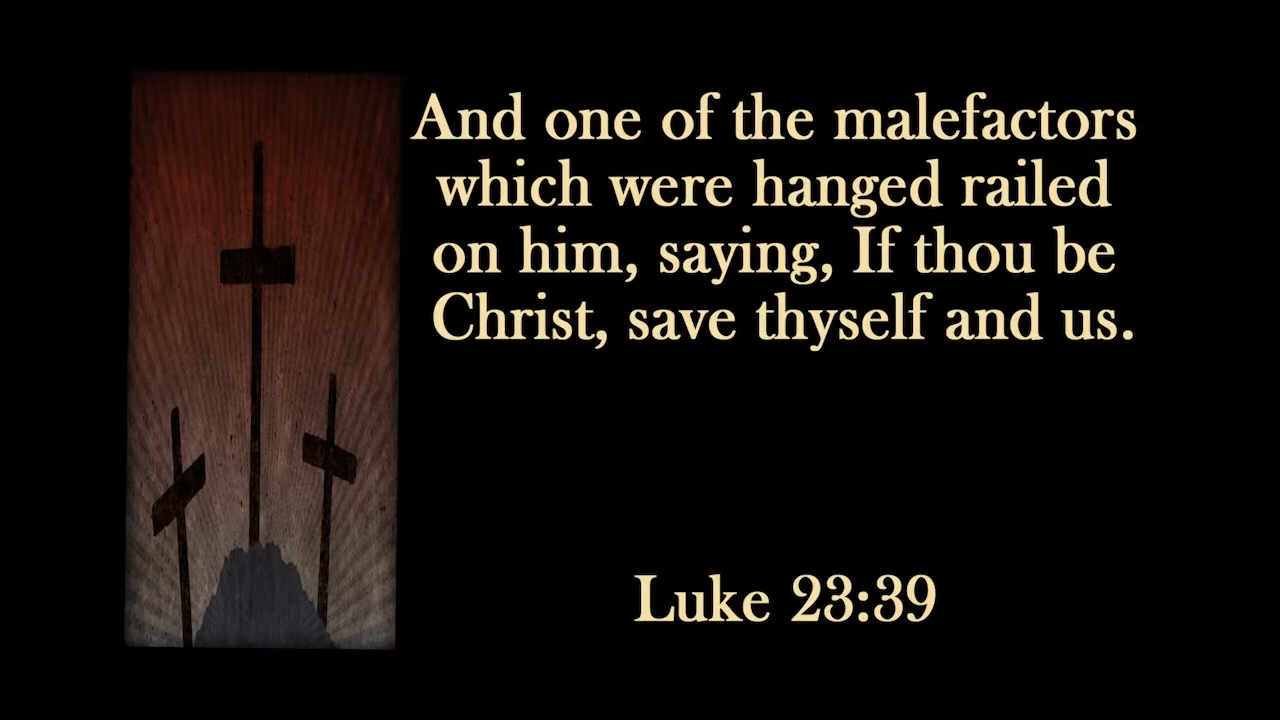 And one of the malefactors
which were hanged railed
on him, saying, If thou be
Christ, save thyself and us.
Luke 23:39